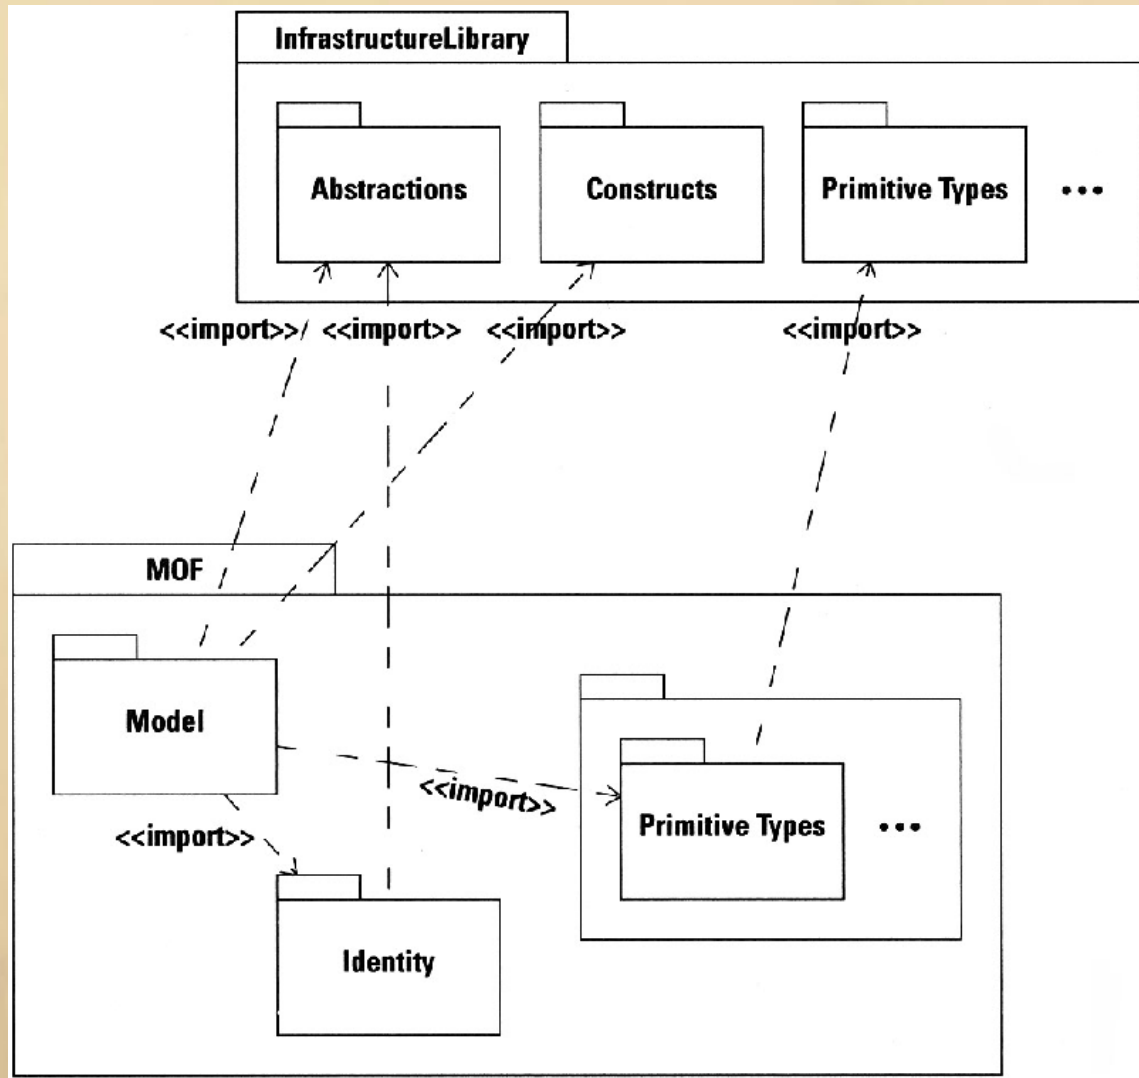 InfrastructureLibrary
Abstractions
Constructs
Primitive Types
•••
<<import>>
<<import>>
<<import>>
<<import>>
MOF
Model
<<import>>
Primitive Types
•••
<<import>>
Identity